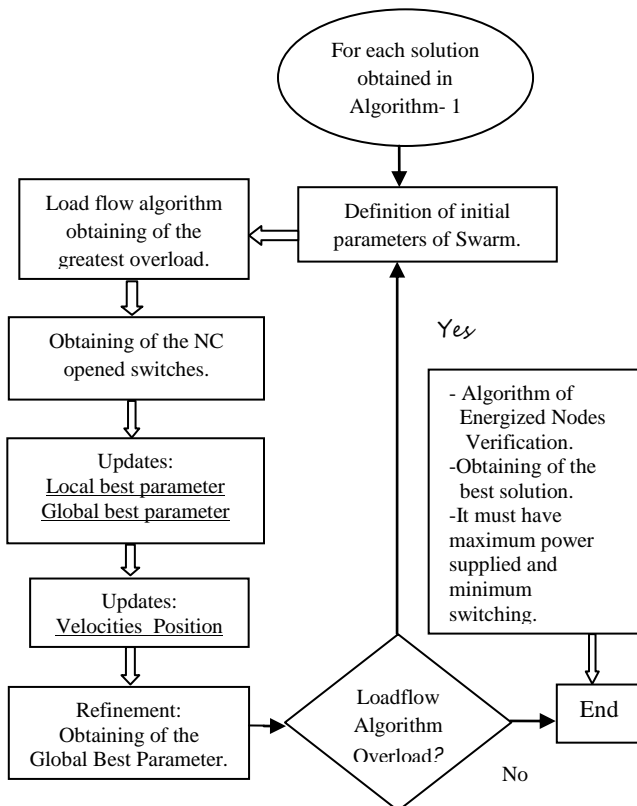 For each solution
obtained in
Algorithm- 1
Definition of initial
parameters of Swarm.
Load flow algorithm
obtaining of the
greatest overload.
Obtaining of the NC
opened switches.
Updates:
Local best parameter
Global best parameter
Updates:
Velocities Position
Refinement:
Obtaining of the
Global Best Parameter.
Loadflow
Algorithm
Overload?
Yes
No
- Algorithm of
Energized Nodes
Verification.
-Obtaining of the
best solution.
-It must have
maximum power
supplied and
minimum
switching.
End